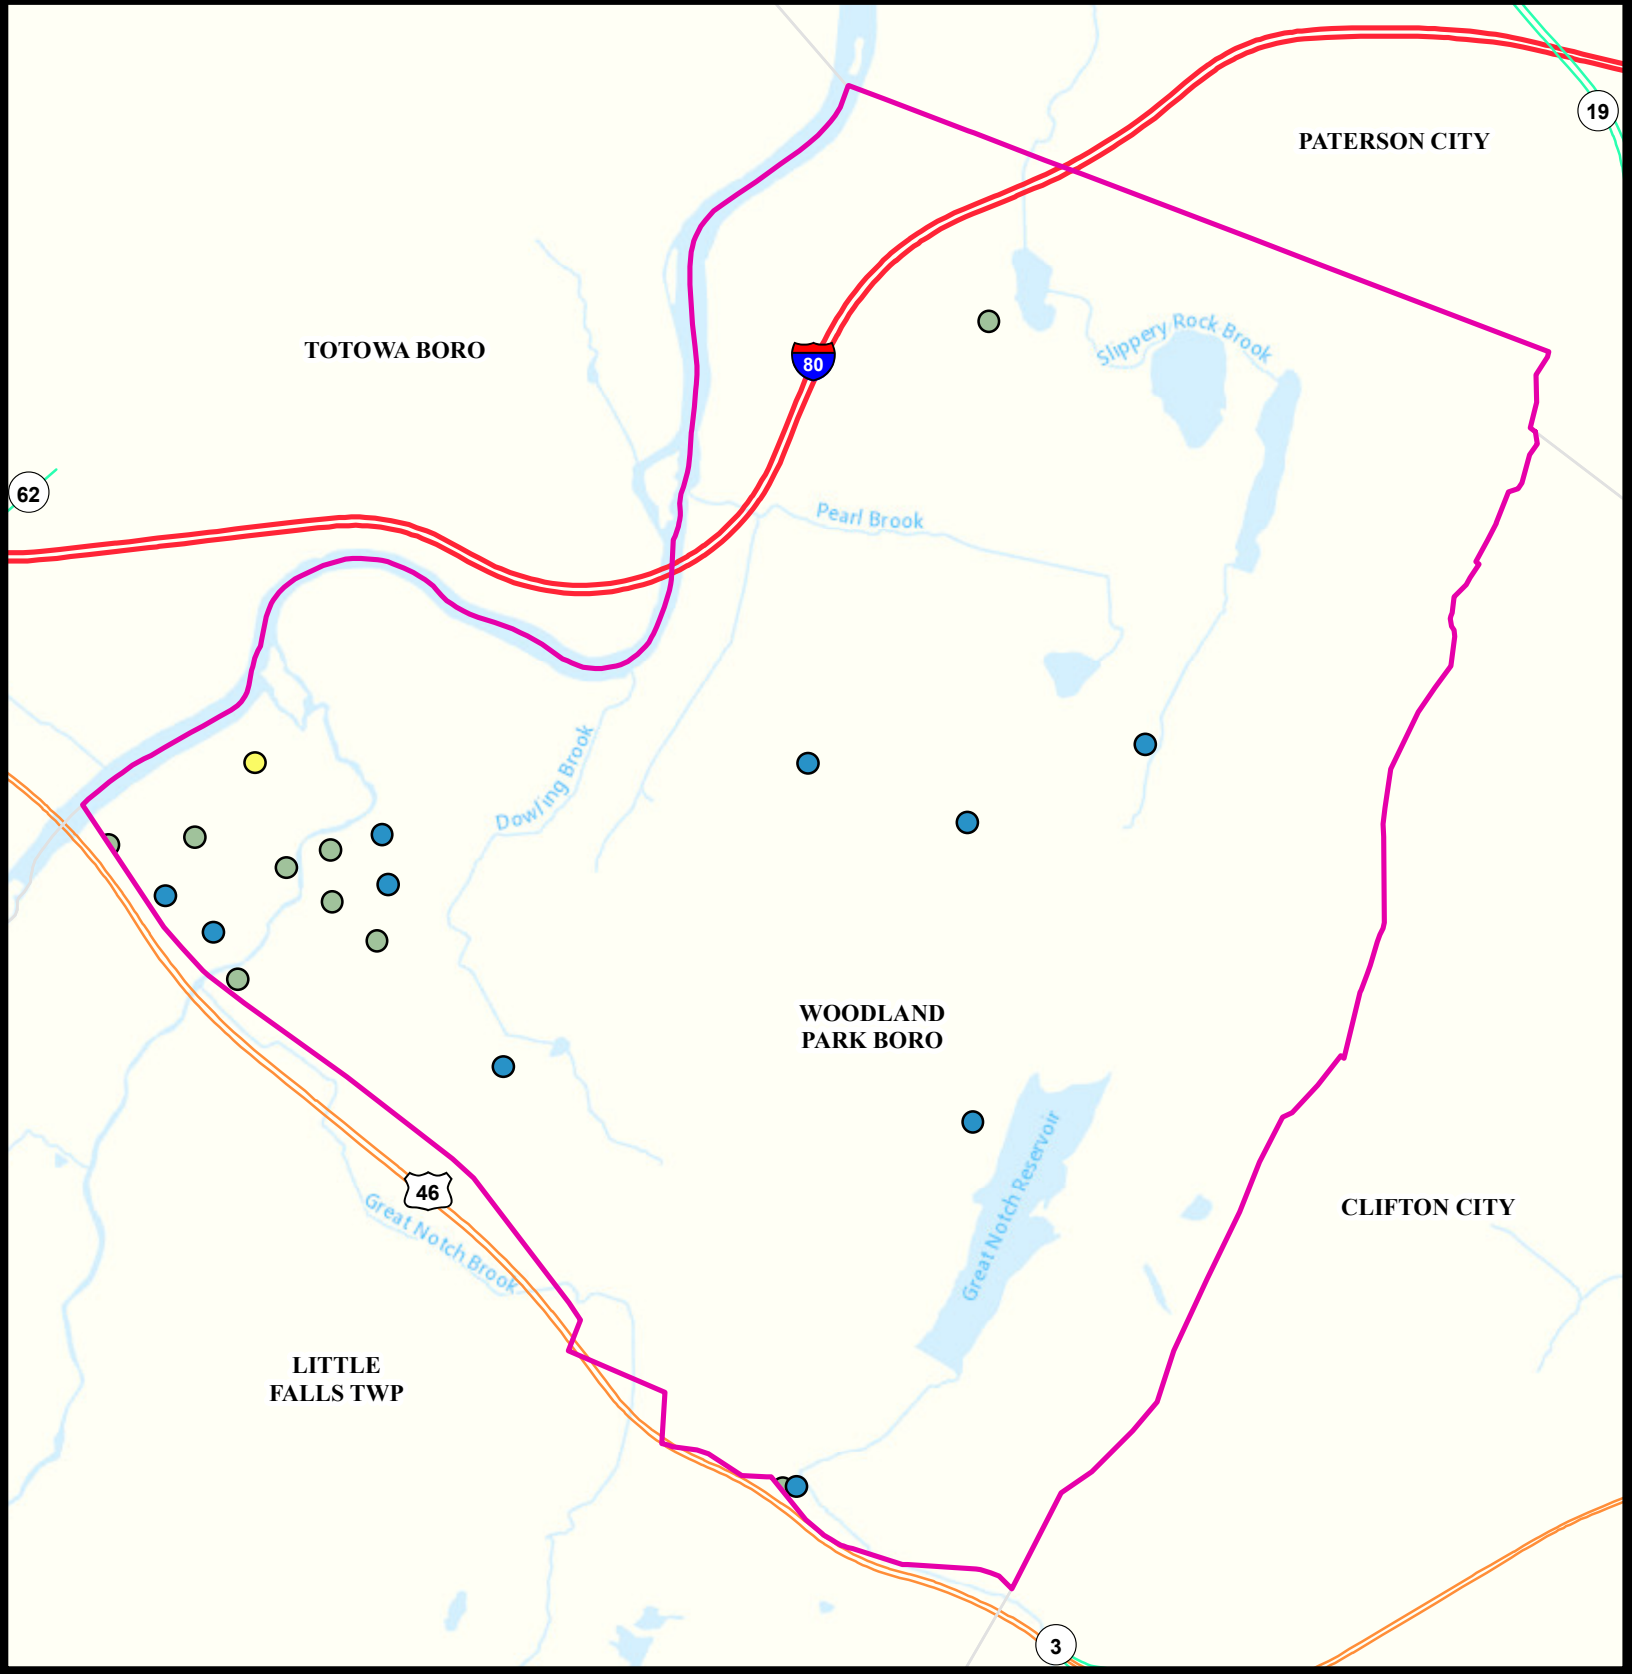 19
PATERSON CITY
Slippery Rock Brook
TOTOWA BORO
80
62
Pearl Brook
Dowling Brook
WOODLAND
PARK BORO
Great Notch Reservoir
46
Great Notch Brook
CLIFTON CITY
LITTLE
FALLS TWP
3